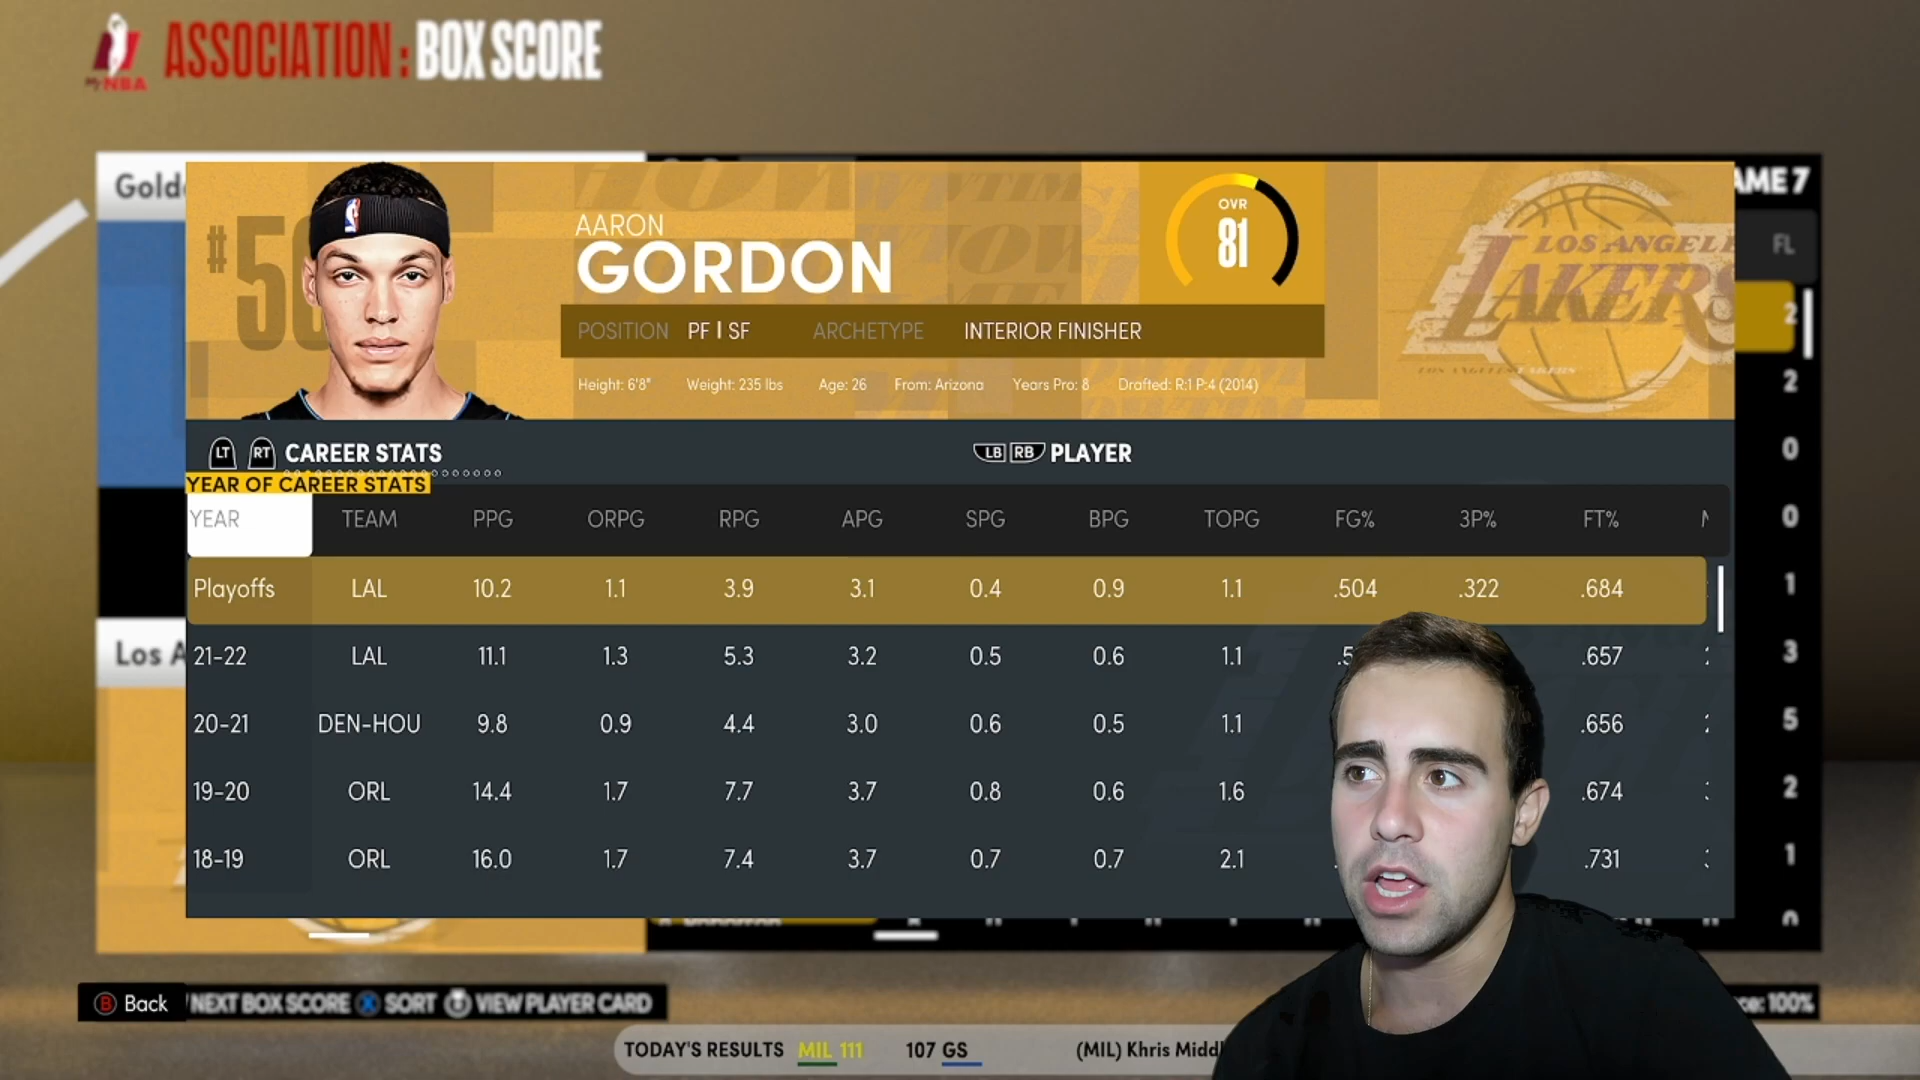 MyNBA
ASSOCIATION : BOX SCORE
#50
AARON
GORDON
OVR
81
LOS ANGELES
LAKERS
POSITION PF | SF ARCHETYPE INTERIOR FINISHER
Height: 6'8" Weight: 235 lbs Age: 26 From: Arizona Years Pro: 8 Drafted: R:1 P:4 (2014)
AME 7
FL
LT RT CAREER STATS
LB RB PLAYER
YEAR OF CAREER STATS
YEAR TEAM PPG ORPG RPG APG SPG BPG TOPG FG% 3P% FT%
Playoffs LAL 10.2 1.1 3.9 3.1 0.4 0.9 1.1 .504 .322 .684
21-22 LAL 11.1 1.3 5.3 3.2 0.5 0.6 1.1 .5 .657
20-21 DEN-HOU 9.8 0.9 4.4 3.0 0.6 0.5 1.1 .656
19-20 ORL 14.4 1.7 7.7 3.7 0.8 0.6 1.6 .674
18-19 ORL 16.0 1.7 7.4 3.7 0.7 0.7 2.1 .731
Gold
Los A
2
2
0
0
1
3
5
2
1
0
B Back NEXT BOX SCORE X SORT VIEW PLAYER CARD
ce: 100%
TODAY'S RESULTS MIL 111 107 GS (MIL) Khris Middl